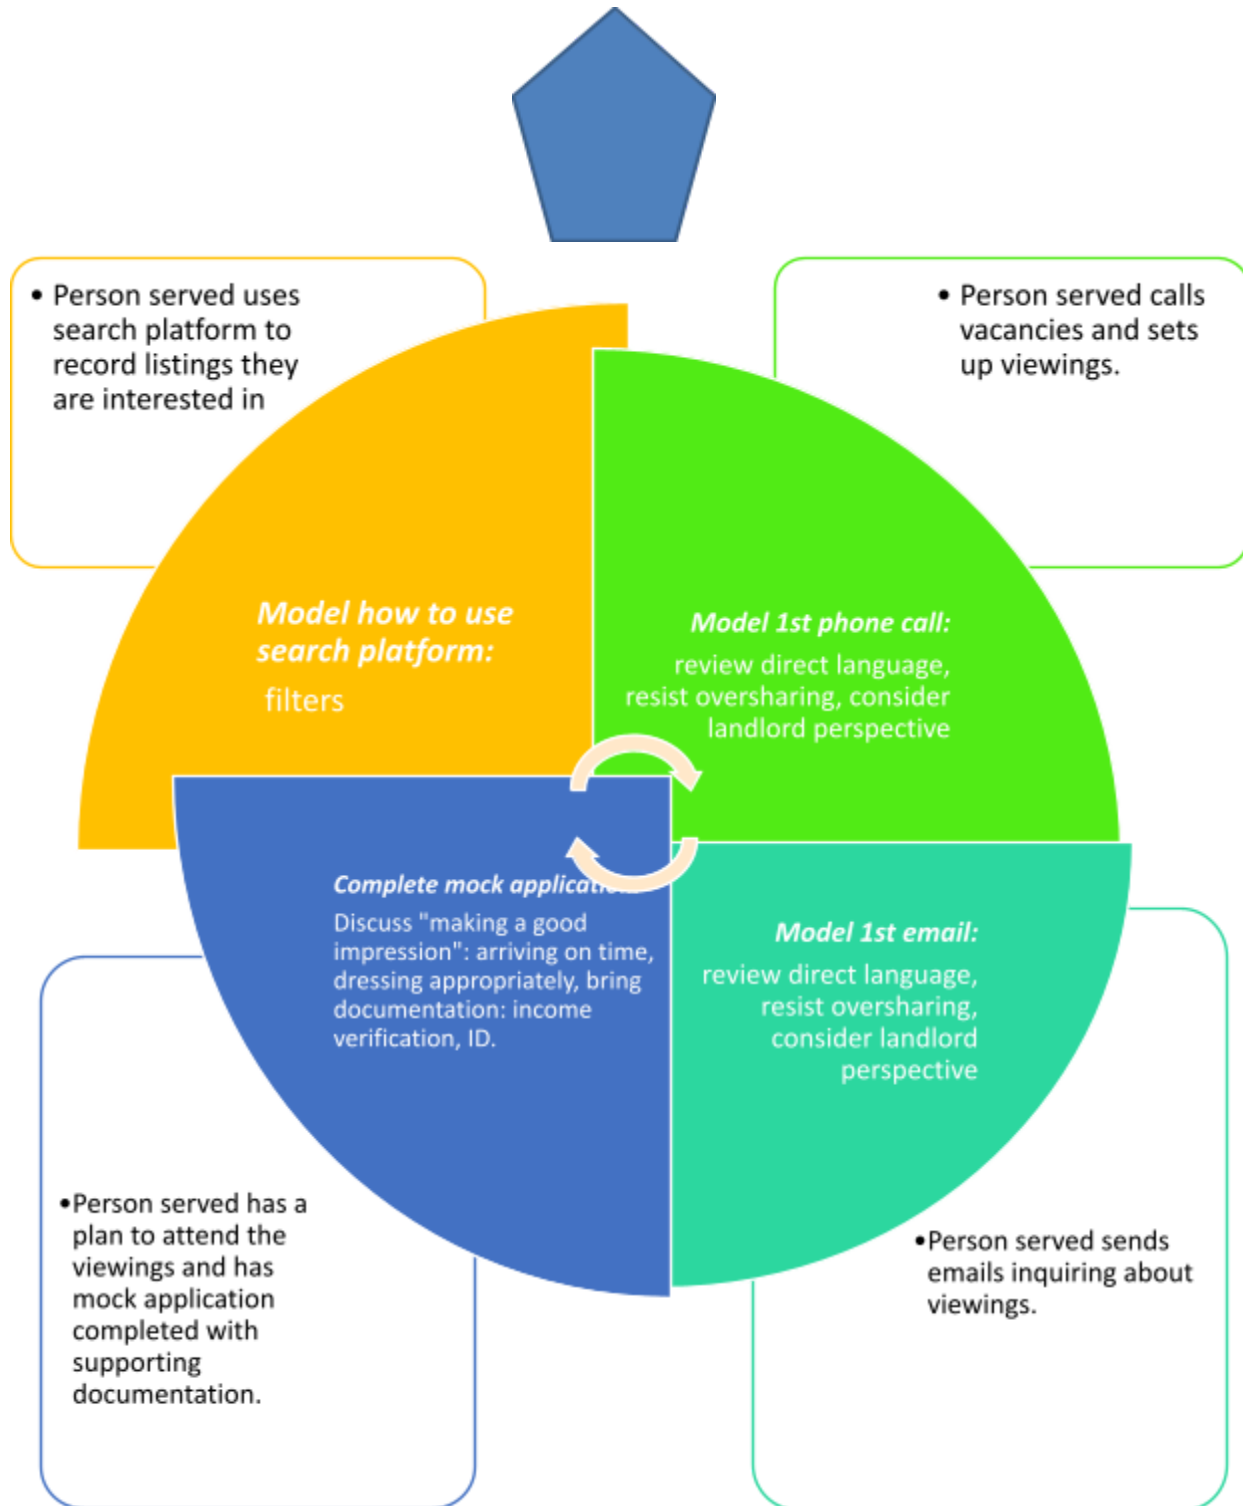 • Person served uses
search platform to
record listings they
are interested in
• Person served calls
vacancies and sets
up viewings.
Model how to use
search platform:
filters
Model 1st phone call:
review direct language,
resist oversharing, consider
landlord perspective
Complete mock
Discuss "making a good
impression": arriving on time,
dressing appropriately, bring
documentation: income
verification, ID.
Model 1st email:
review direct language,
resist oversharing,
consider landlord
perspective
•Person served has a
plan to attend the
viewings and has
mock application
completed with
supporting
documentation.
•Person served sends
emails inquiring about
viewings.